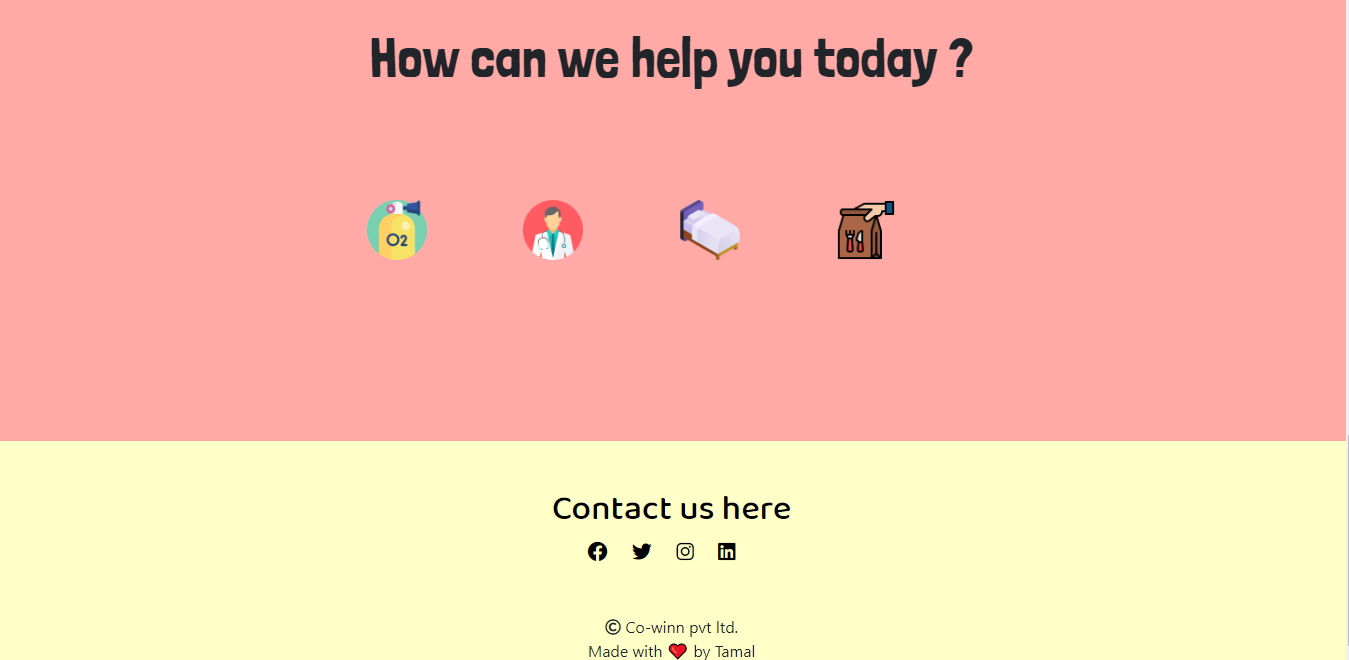 How can we help you today ?
O2
Contact us here
© Co-winn pvt ltd.
Made with ❤ by Tamal